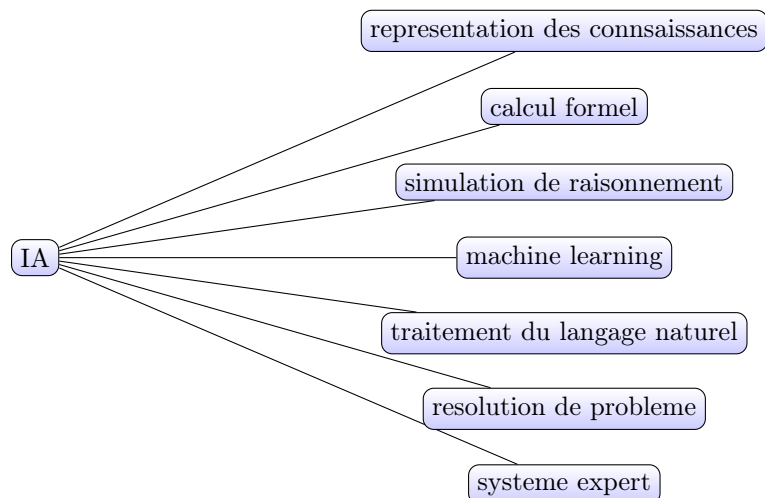 representation des connsaissances
calcul formel
simulation de raisonnement
IA
machine learning
traitement du langage naturel
resolution de probleme
systeme expert